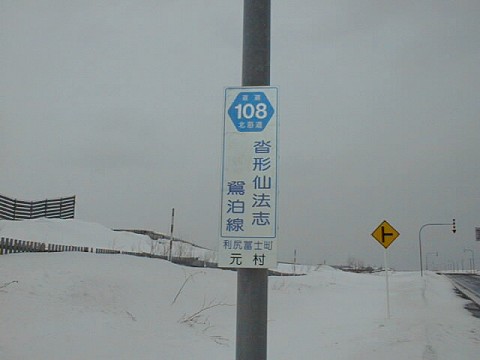 道道
108
北海道
沓形仙法志
鴛泊線
利尻富士町
元村